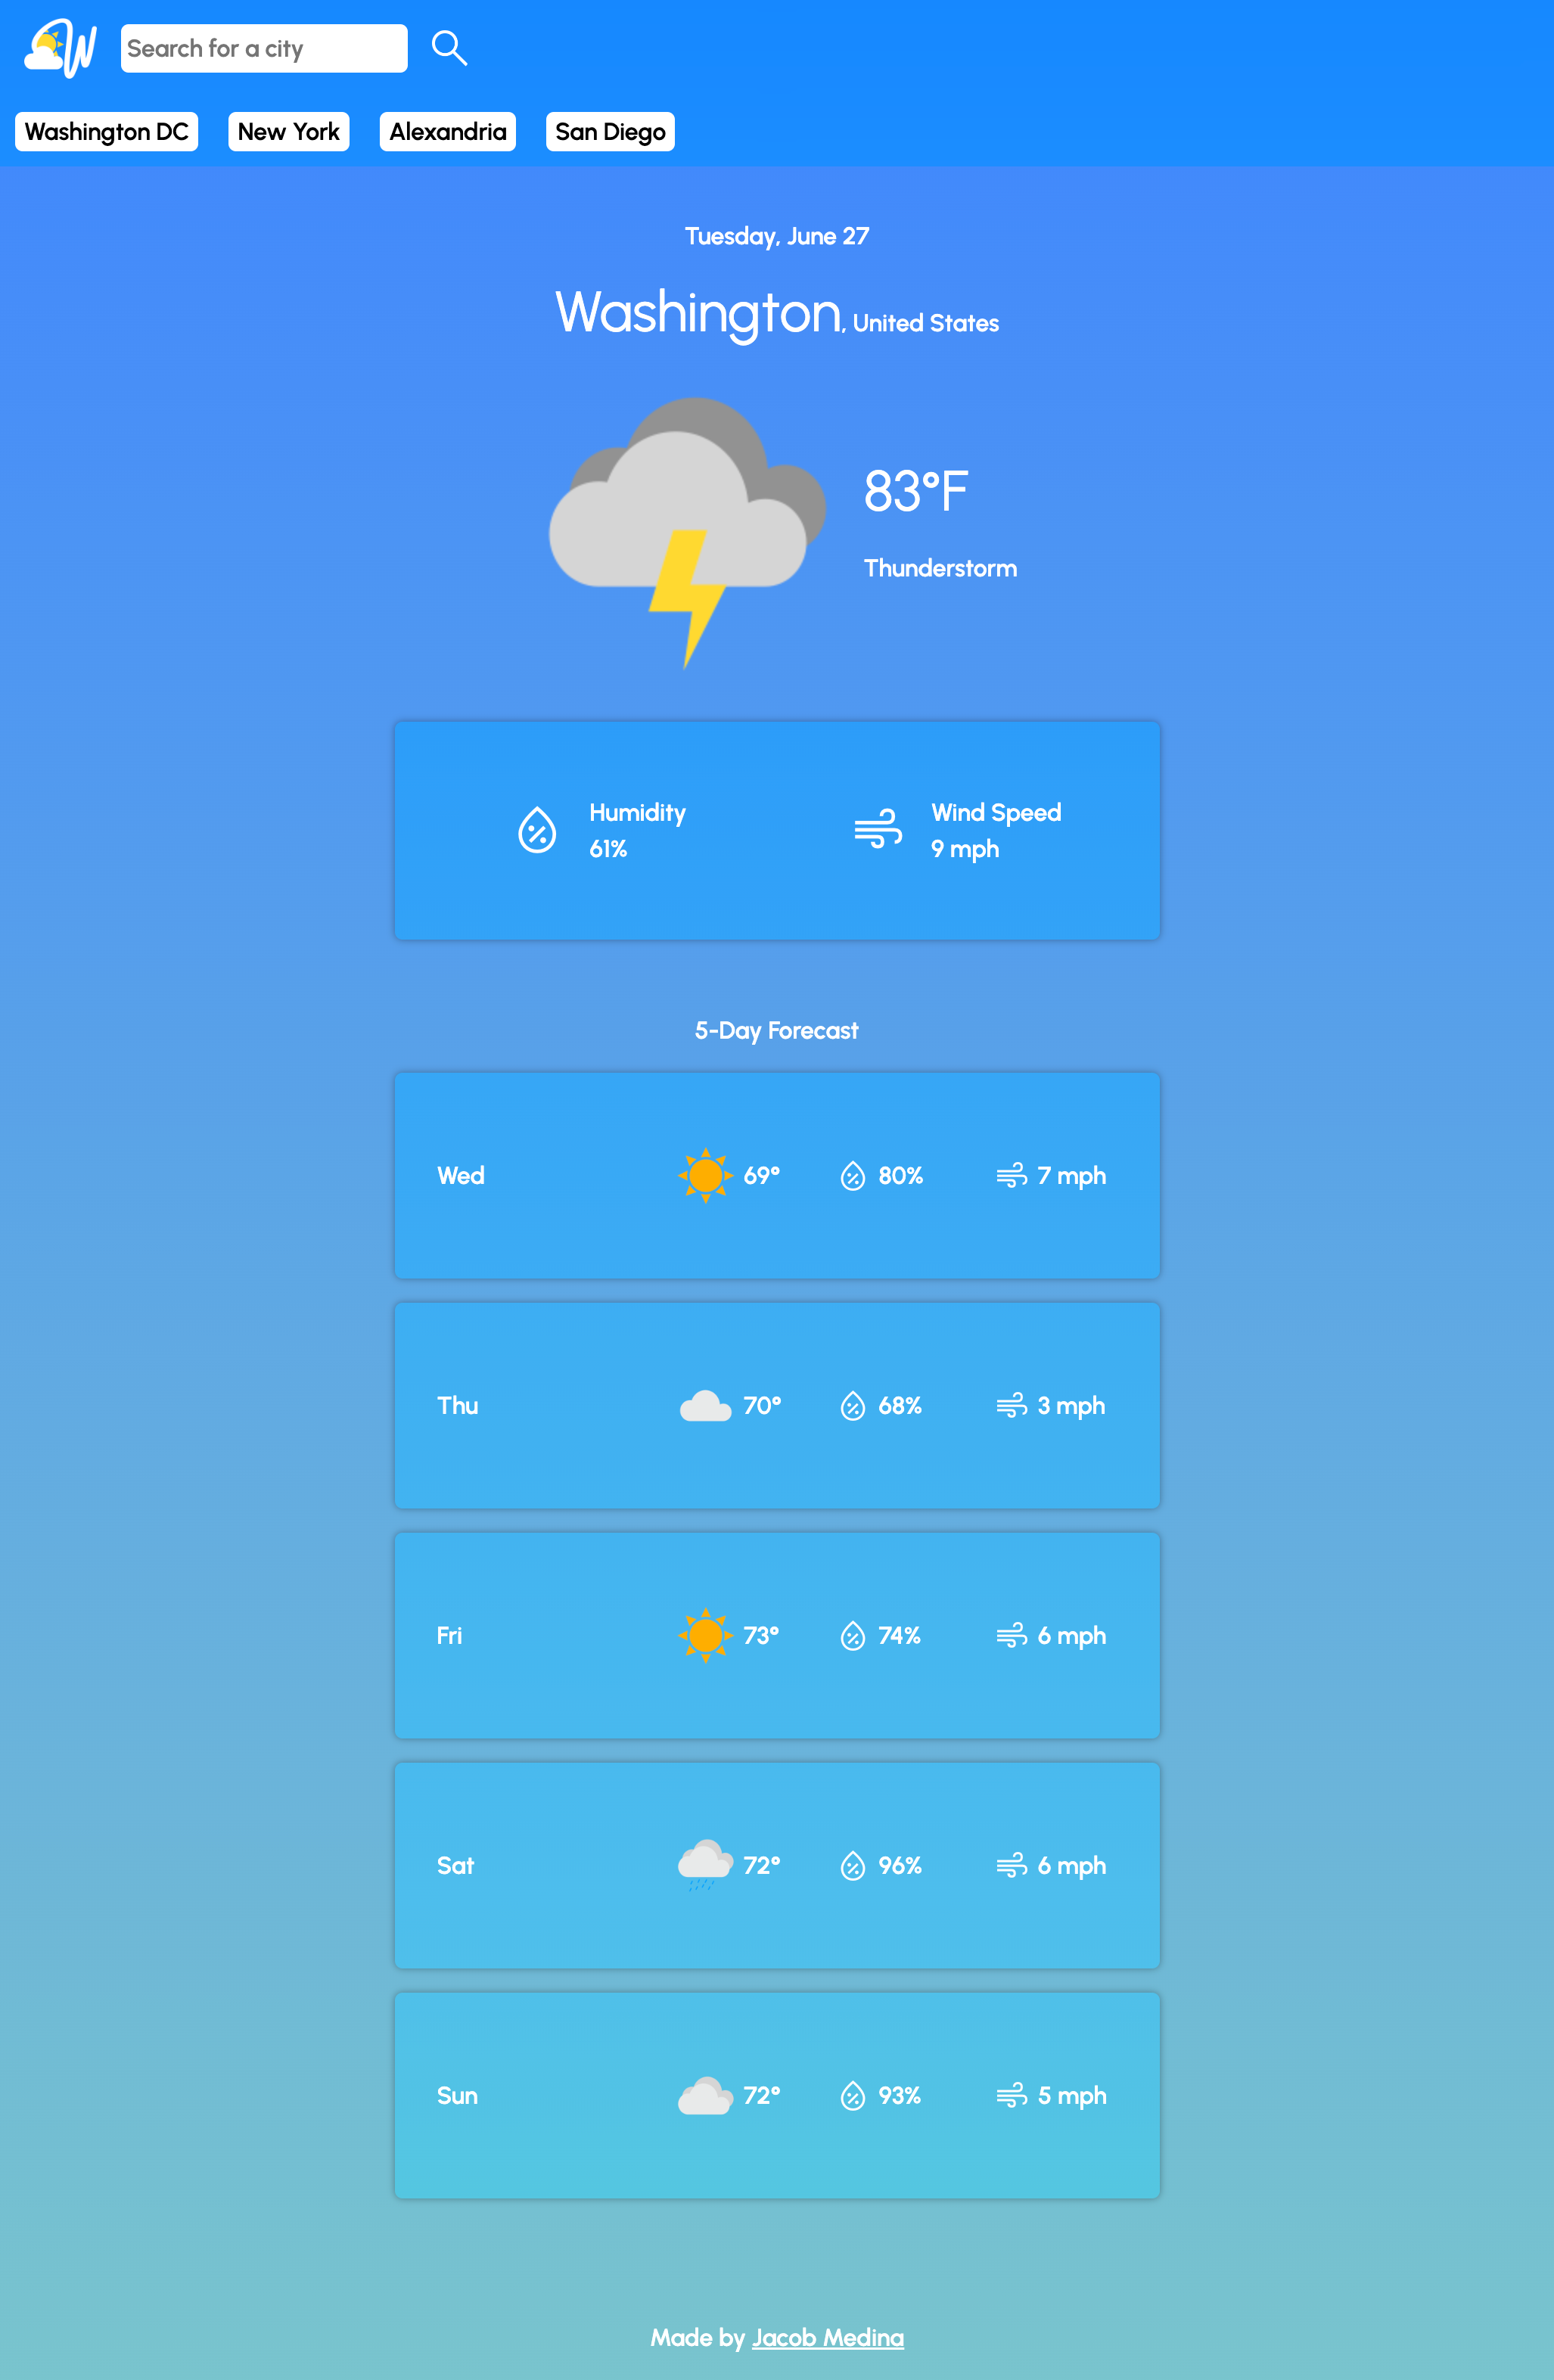 W
Search for a city
Washington DC New York Alexandria San Diego
Tuesday, June 27
Washington, United States
83°F
Thunderstorm
Humidity
61%
Wind Speed
9 mph
5-Day Forecast
Wed 69° 80% 7 mph
Thu 70° 68% 3 mph
Fri 73° 74% 6 mph
Sat 72° 96% 6 mph
Sun 72° 93% 5 mph
Made by Jacob Medina